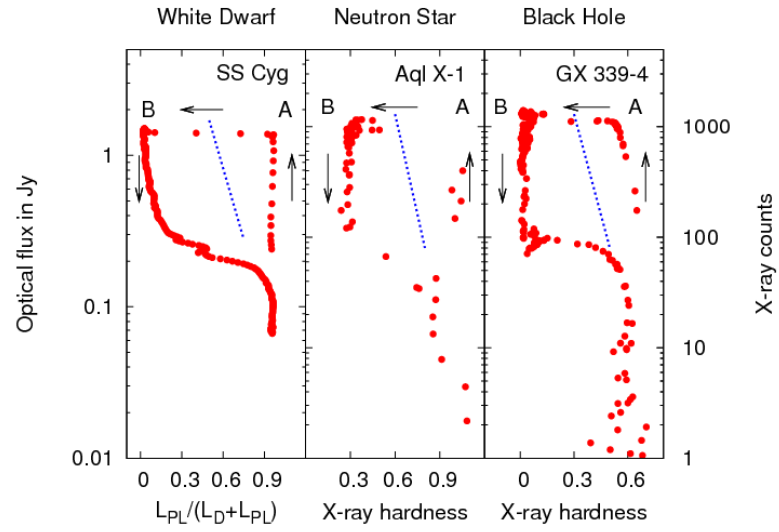 White Dwarf Neutron Star Black Hole
SS Cyg Aql X-1 GX 339-4
B A B A B A
1000
1
100
0.1
10
0.01 1
Optical flux in Jy
X-ray counts
0 0.3 0.6 0.9 0.3 0.6 0.9 0 0.3 0.6
L_PL/(L_D+L_PL) X-ray hardness X-ray hardness